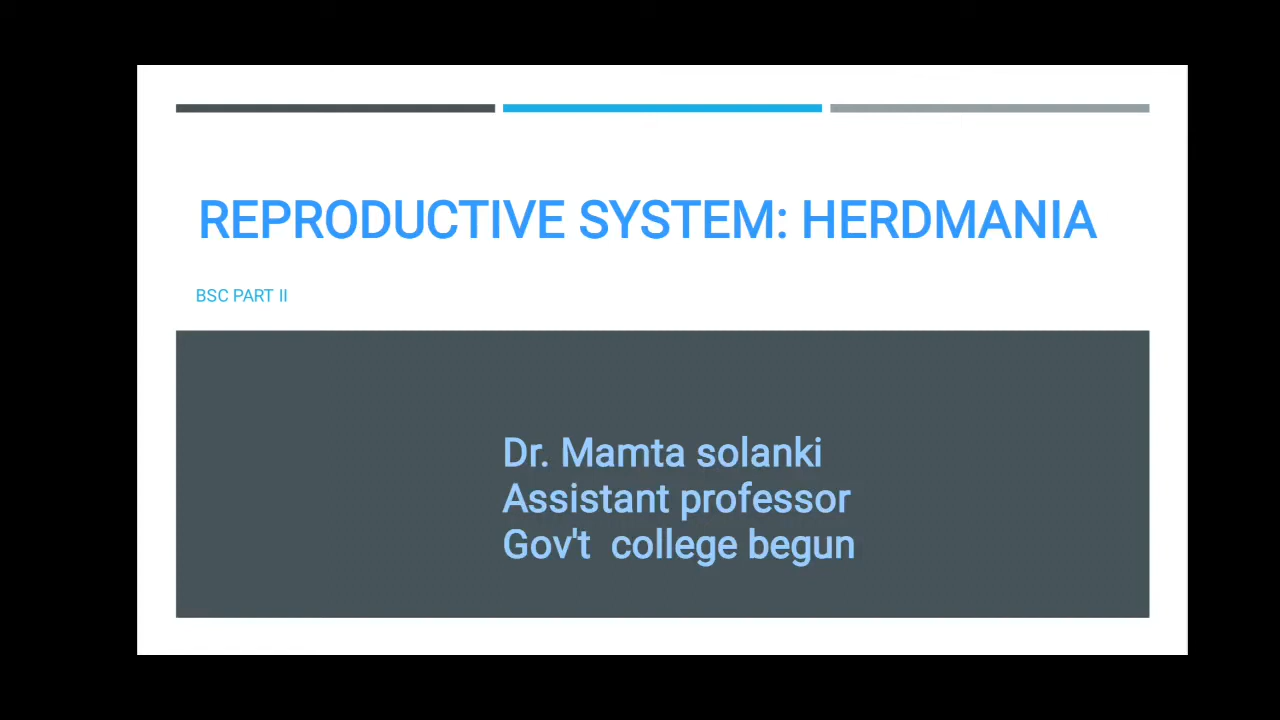 REPRODUCTIVE SYSTEM: HERDMANIA
BSC PART II
Dr. Mamta solanki
Assistant professor
Gov't  college begun